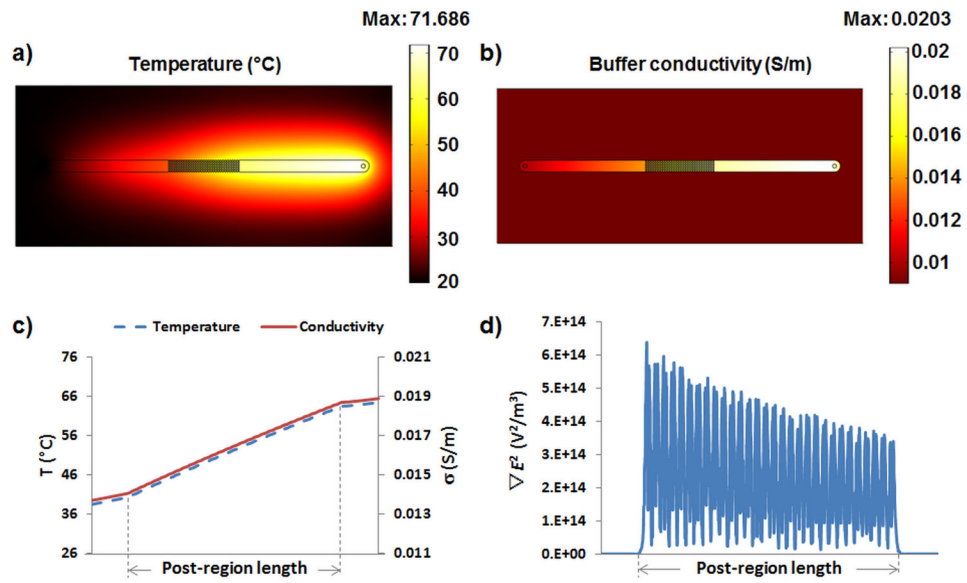 Max: 71.686
Max: 0.0203
a)
Temperature (°C)
70
60
50
40
30
20
b)
Buffer conductivity (S/m)
0.02
0.018
0.016
0.014
0.012
0.01
c)
Temperature
Conductivity
T (°C)
76
66
56
46
36
26
0.021
0.019
0.017
0.015
0.013
0.011
σ (S/m)
Post-region length
d)
▽ E² (V²/m³)
7.E+14
6.E+14
5.E+14
4.E+14
3.E+14
2.E+14
1.E+14
0.E+00
Post-region length